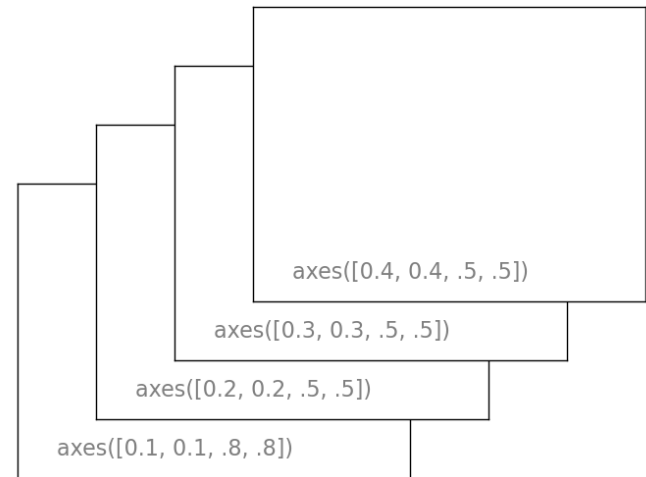 axes([0.4, 0.4, .5, .5])
axes([0.3, 0.3, .5, .5])
axes([0.2, 0.2, .5, .5])
axes([0.1, 0.1, .8, .8])